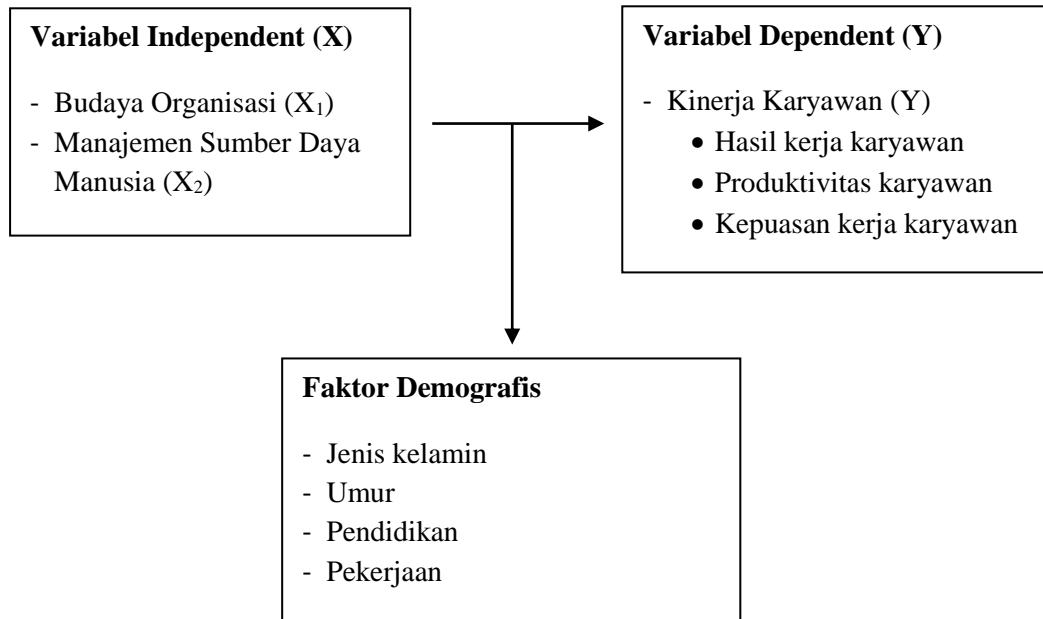 Variabel Independent (X)
- Budaya Organisasi (X₁)
- Manajemen Sumber Daya
Manusia (X₂)
Variabel Dependent (Y)
- Kinerja Karyawan (Y)
• Hasil kerja karyawan
• Produktivitas karyawan
• Kepuasan kerja karyawan
Faktor Demografis
- Jenis kelamin
- Umur
- Pendidikan
- Pekerjaan